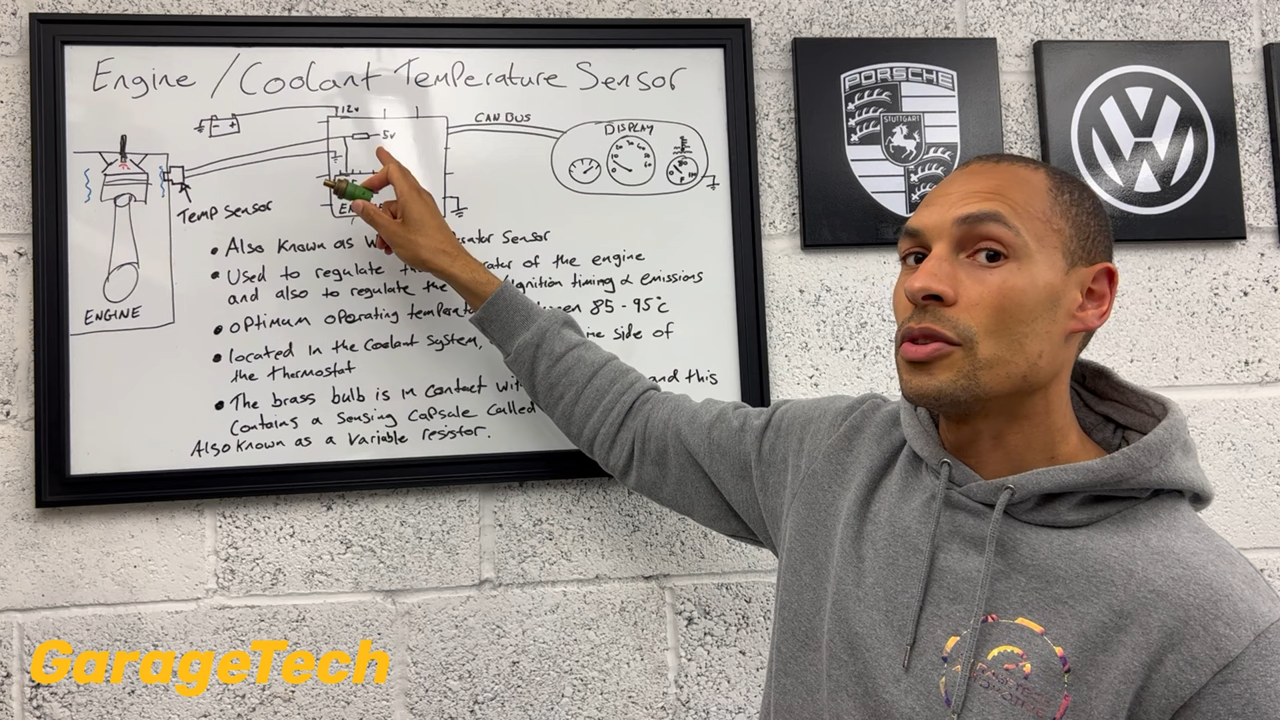 Engine / Coolant Temperature Sensor
12v
- +
5v
CAN BUS
DISPLAY
Temp Sensor
ENGINE
• Also Known as Sensor
• Used to regulate of the engine
and also to regulate the ignition timing & emissions
• optimum operating 85 - 95°c
• located In the Coolant System, side of
the thermostat
• The brass bulb is in contact and this
Contains a Sensing Capsale Called
Also Known as a Variable resistor.
PORSCHE
STUTTGART
GarageTech